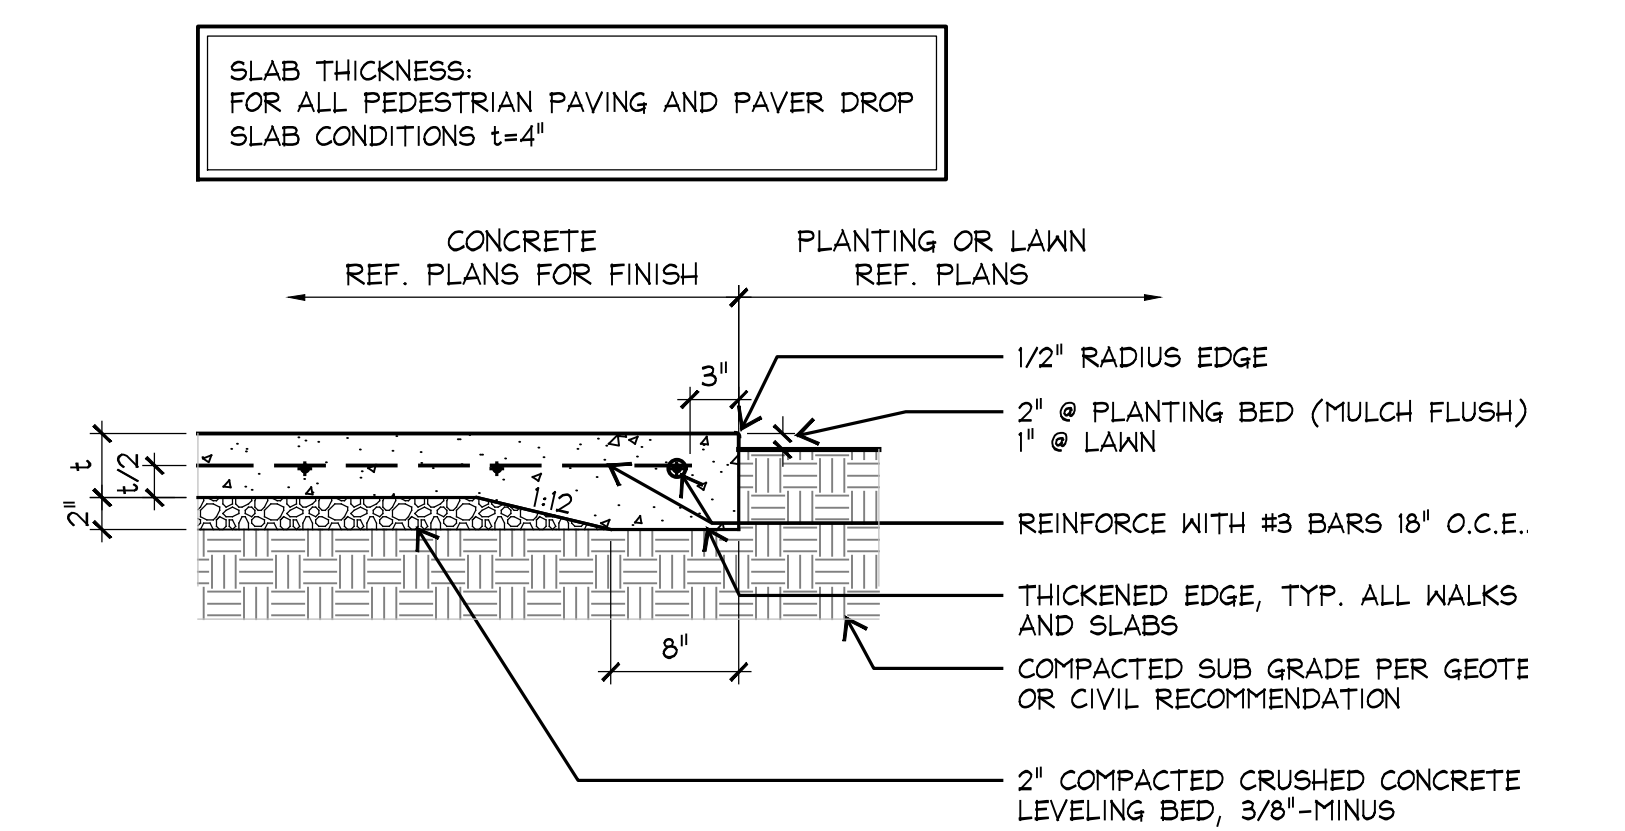 SLAB THICKNESS:
FOR ALL PEDESTRIAN PAVING AND PAVER DROP
SLAB CONDITIONS t=4"
CONCRETE
REF. PLANS FOR FINISH
PLANTING OR LAWN
REF. PLANS
1/2" RADIUS EDGE
3"
2" @ PLANTING BED (MULCH FLUSH)
1" @ LAWN
t
t/2
2"
1:12
REINFORCE WITH #3 BARS 18" O.C.E..
THICKENED EDGE, TYP. ALL WALKS
AND SLABS
8"
COMPACTED SUB GRADE PER GEOTE
OR CIVIL RECOMMENDATION
2" COMPACTED CRUSHED CONCRETE
LEVELING BED, 3/8"-MINUS